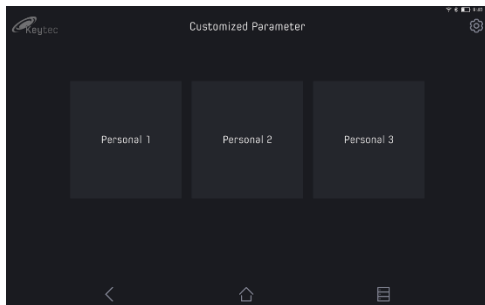 Keytec
Customized Parameter
Personal 1
Personal 2
Personal 3